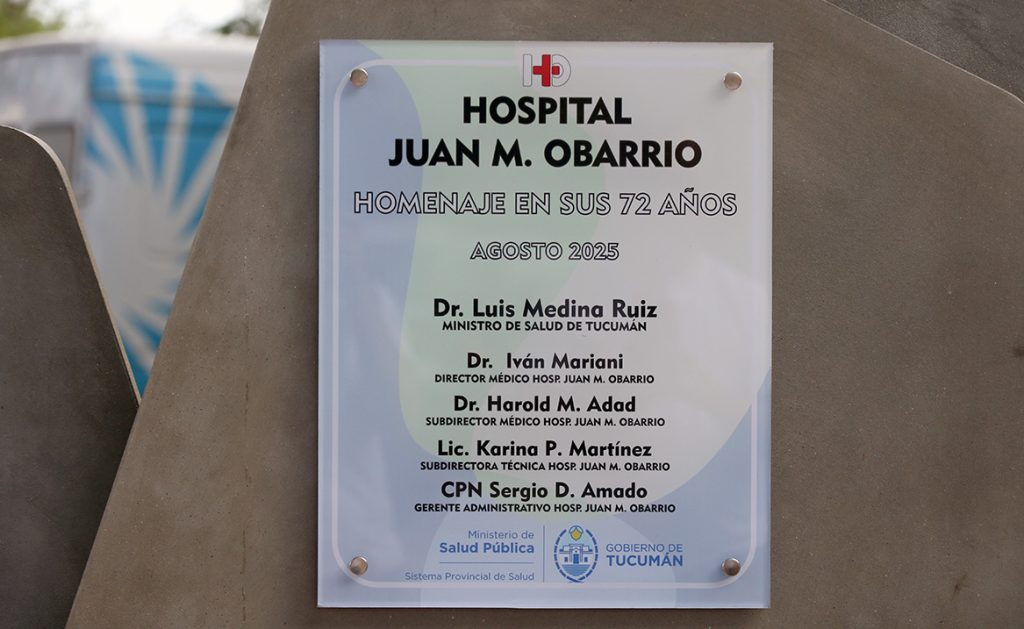 HO
HOSPITAL
JUAN M. OBARRIO
HOMENAJE EN SUS 72 AÑOS
AGOSTO 2025
Dr. Luis Medina Ruiz
MINISTRO DE SALUD DE TUCUMÁN
Dr. Iván Mariani
DIRECTOR MÉDICO HOSP. JUAN M. OBARRIO
Dr. Harold M. Adad
SUBDIRECTOR MÉDICO HOSP. JUAN M. OBARRIO
Lic. Karina P. Martínez
SUBDIRECTORA TÉCNICA HOSP. JUAN M. OBARRIO
CPN Sergio D. Amado
GERENTE ADMINISTRATIVO HOSP. JUAN M. OBARRIO
Ministerio de
Salud Pública
Sistema Provincial de Salud
GOBIERNO DE
TUCUMÁN